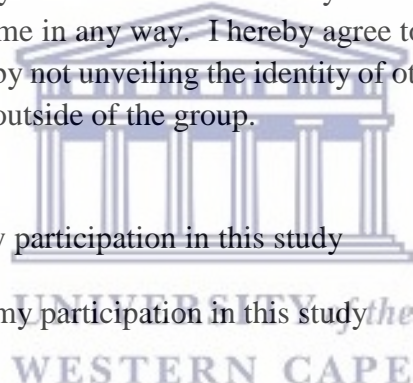 me in any way. I hereby agree to
by not unveiling the identity of ot
outside of the group.
participation in this study
my participation in this study
UNIVERSITY of the
WESTERN CAPE